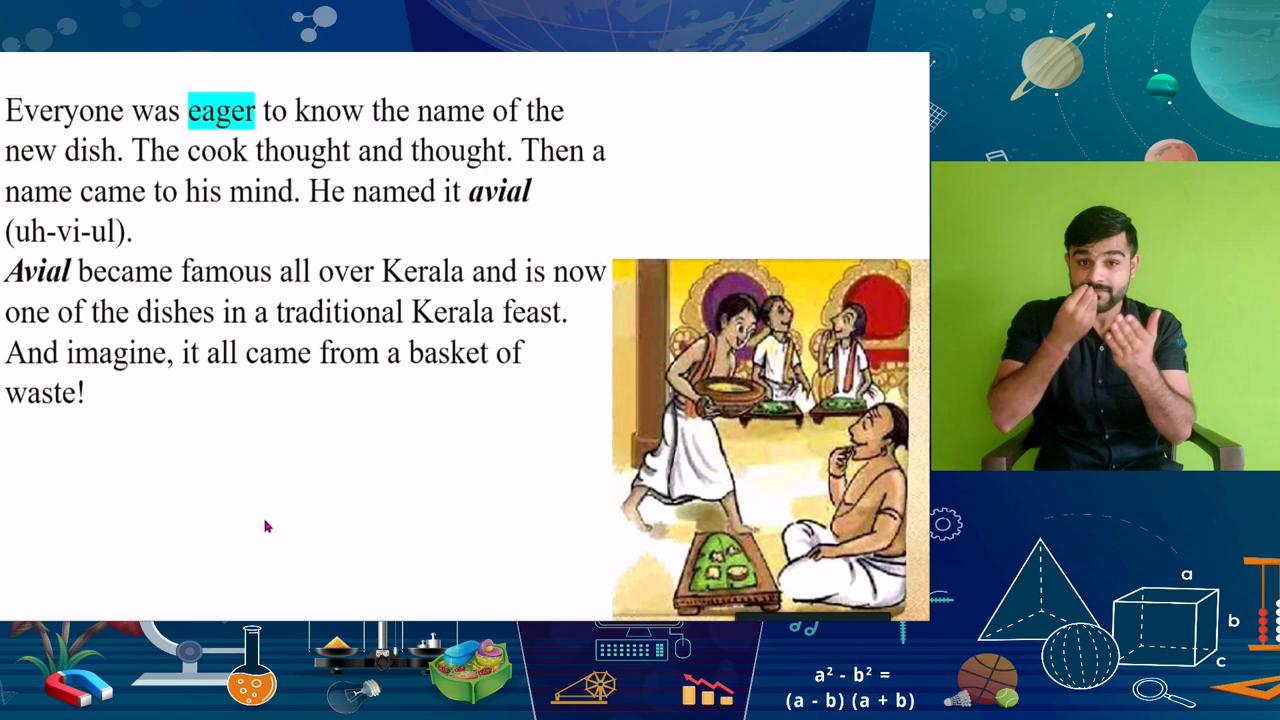 Everyone was eager to know the name of the
new dish. The cook thought and thought. Then a
name came to his mind. He named it avial
(uh-vi-ul).
Avial became famous all over Kerala and is now
one of the dishes in a traditional Kerala feast.
And imagine, it all came from a basket of
waste!
a
b
c
a² - b² =
(a - b) (a + b)